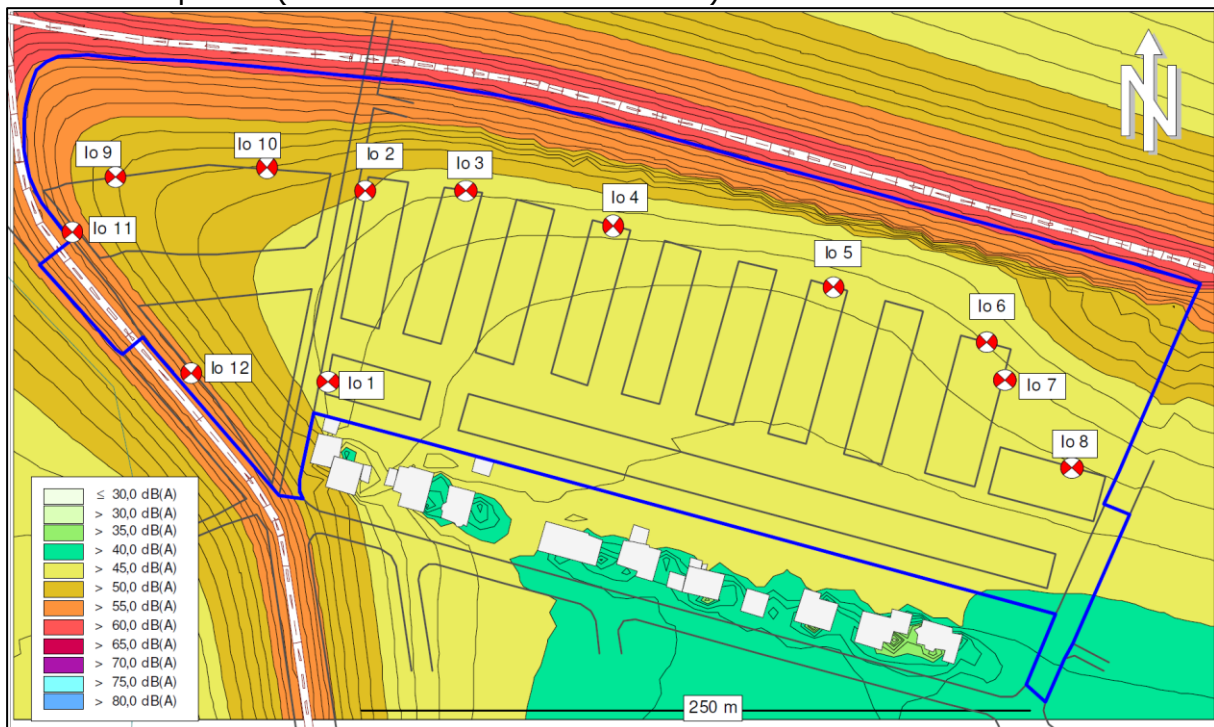 N
Io 9
Io 10
Io 2
Io 3
Io 4
Io 11
Io 5
Io 6
Io 12
Io 1
Io 7
Io 8
≤ 30,0 dB(A)
> 30,0 dB(A)
> 35,0 dB(A)
> 40,0 dB(A)
> 45,0 dB(A)
> 50,0 dB(A)
> 55,0 dB(A)
> 60,0 dB(A)
> 65,0 dB(A)
> 70,0 dB(A)
> 75,0 dB(A)
> 80,0 dB(A)
250 m